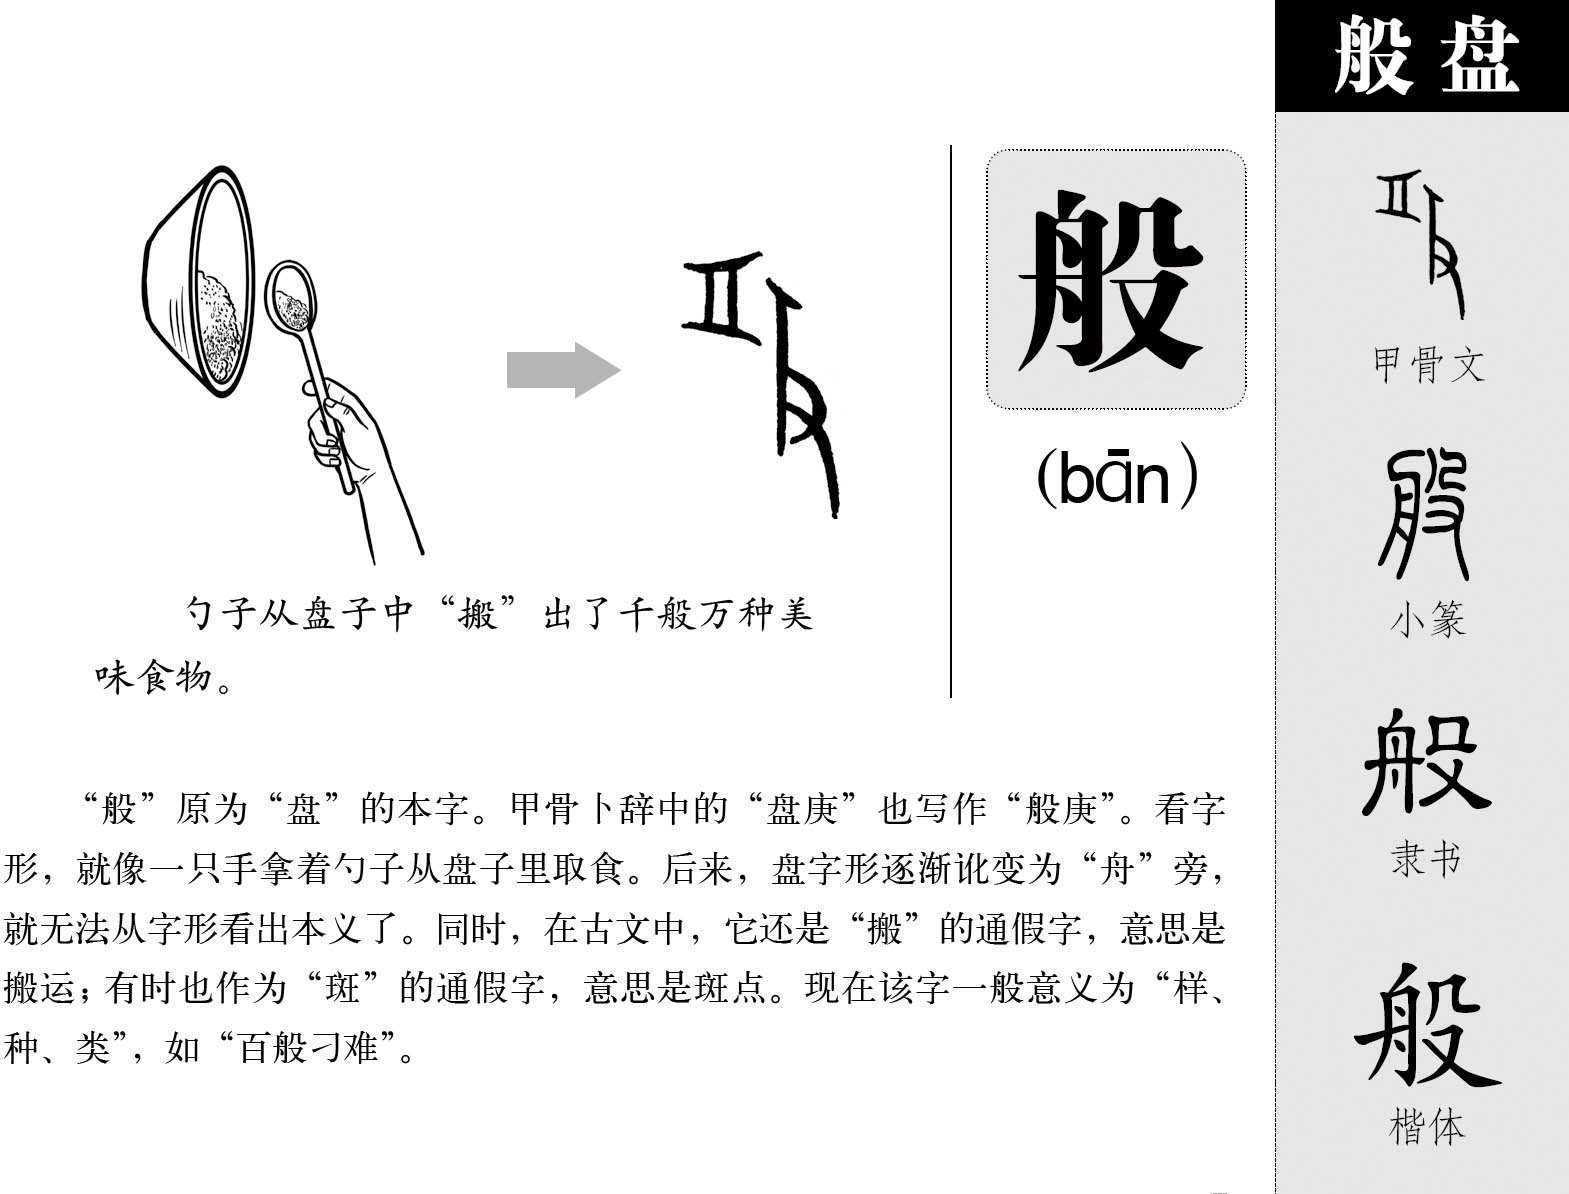 般 盘
般
(bān)
勺子从盘子中“搬”出了千般万种美
味食物。
“般”原为“盘”的本字。甲骨卜辞中的“盘庚”也写作“般庚”。看字
形，就像一只手拿着勺子从盘子里取食。后来，盘字形逐渐讹变为“舟”旁，
就无法从字形看出本义了。同时，在古文中，它还是“搬”的通假字，意思是
搬运；有时也作为“斑”的通假字，意思是斑点。现在该字一般意义为“样、
种、类”，如“百般刁难”。
甲骨文
般
小篆
般
隶书
般
楷体